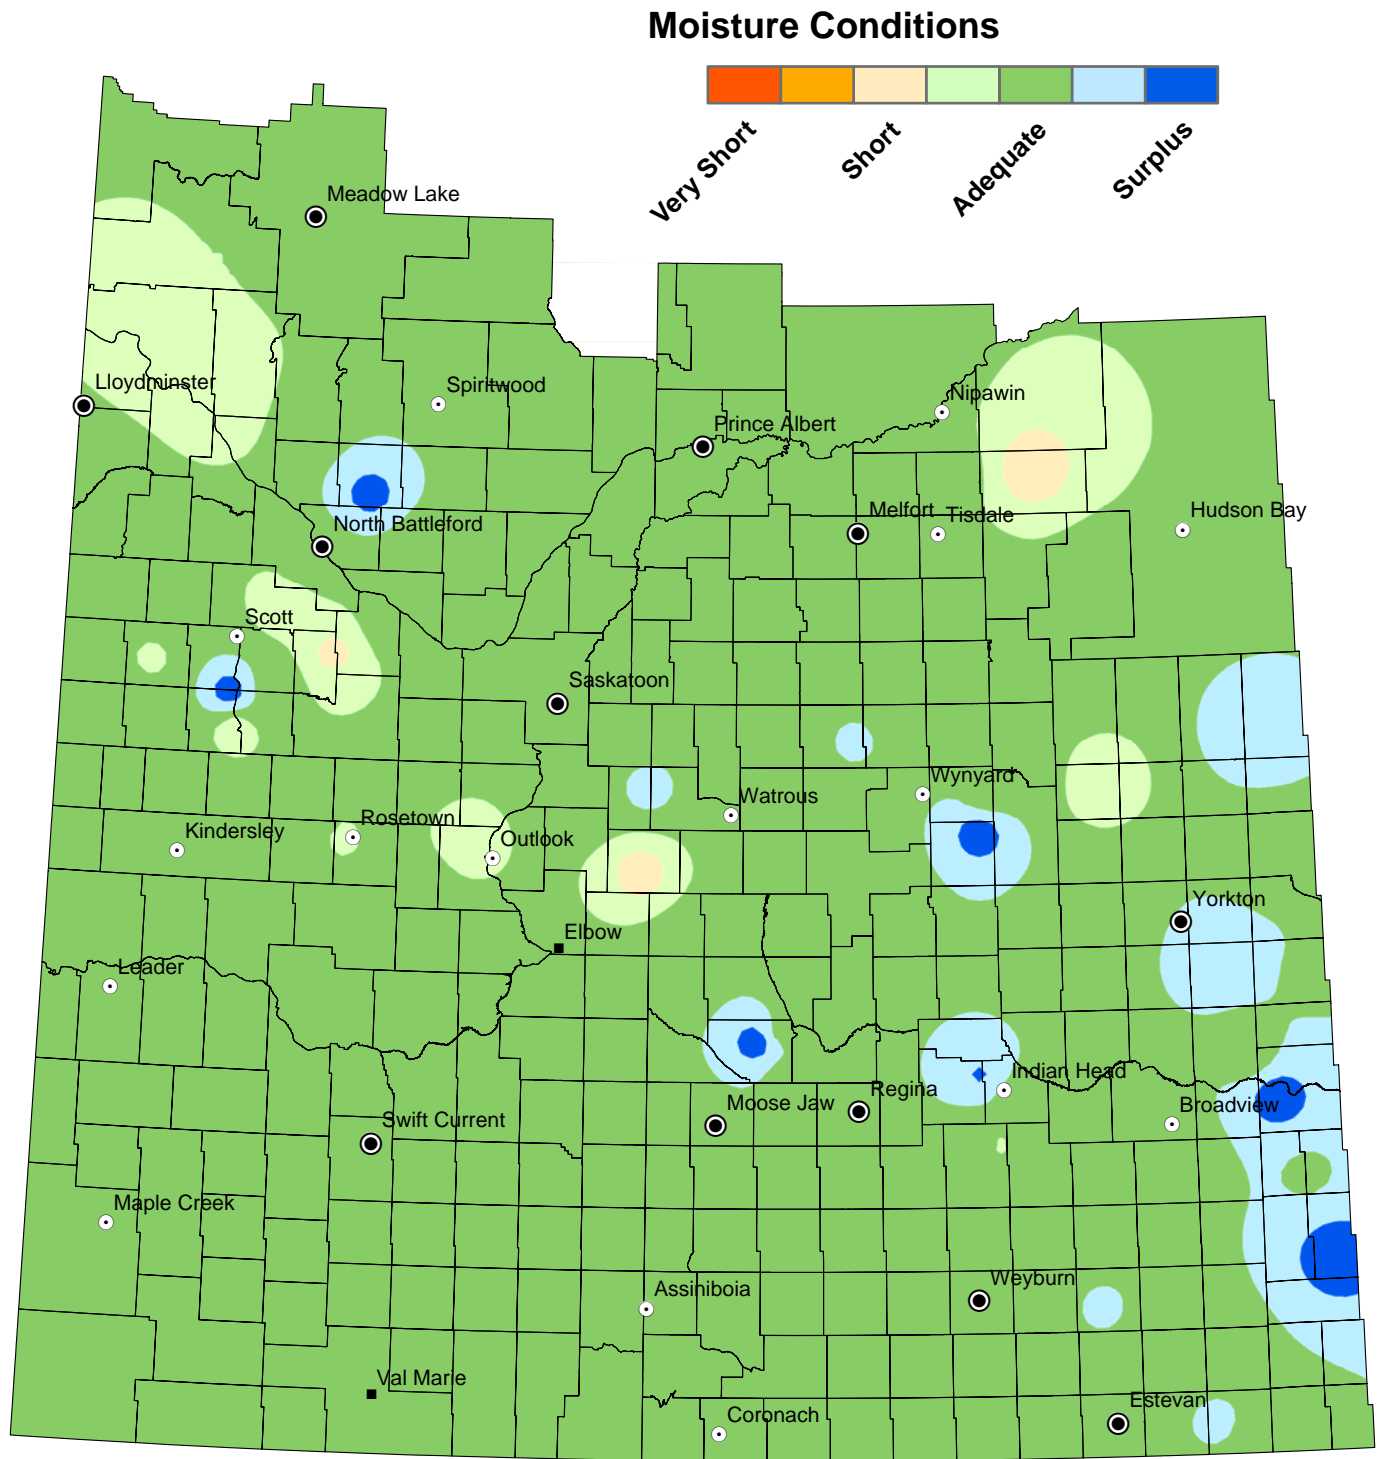 Moisture Conditions
Very Short
Short
Adequate
Surplus
Meadow Lake
Lloydminster
Spiritwood
Nipawin
Prince Albert
North Battleford
Melfort
Tisdale
Hudson Bay
Scott
Saskatoon
Wynyard
Watrous
Kindersley
Rosetown
Outlook
Yorkton
Elbow
Leader
Indian Head
Regina
Moose Jaw
Broadview
Swift Current
Maple Creek
Weyburn
Assiniboia
Val Marie
Estevan
Coronach